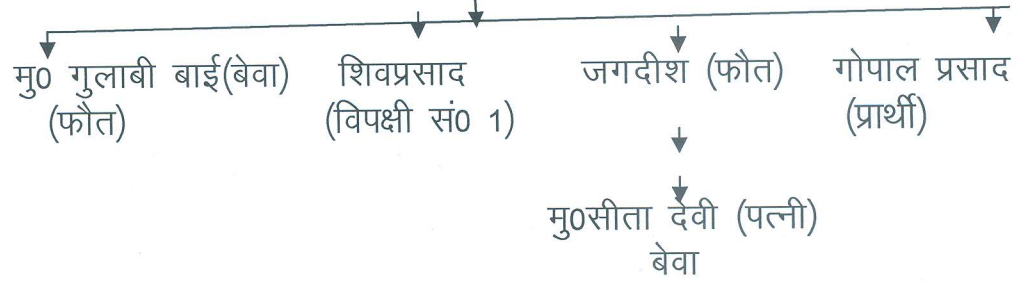 मु0 गुलाबी बाई(बेवा) शिवप्रसाद जगदीश (फौत) गोपाल प्रसाद
(फौत) (विपक्षी सं0 1) (प्रार्थी)
मु0सीता देवी (पत्नी)
बेवा